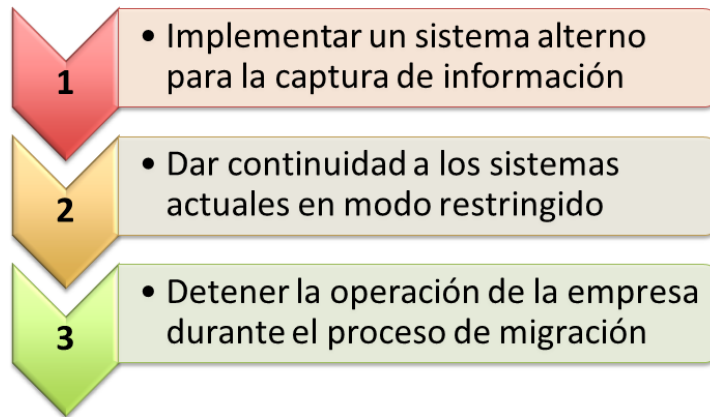 1
• Implementar un sistema alterno
para la captura de información
2
• Dar continuidad a los sistemas
actuales en modo restringido
3
• Detener la operación de la empresa
durante el proceso de migración